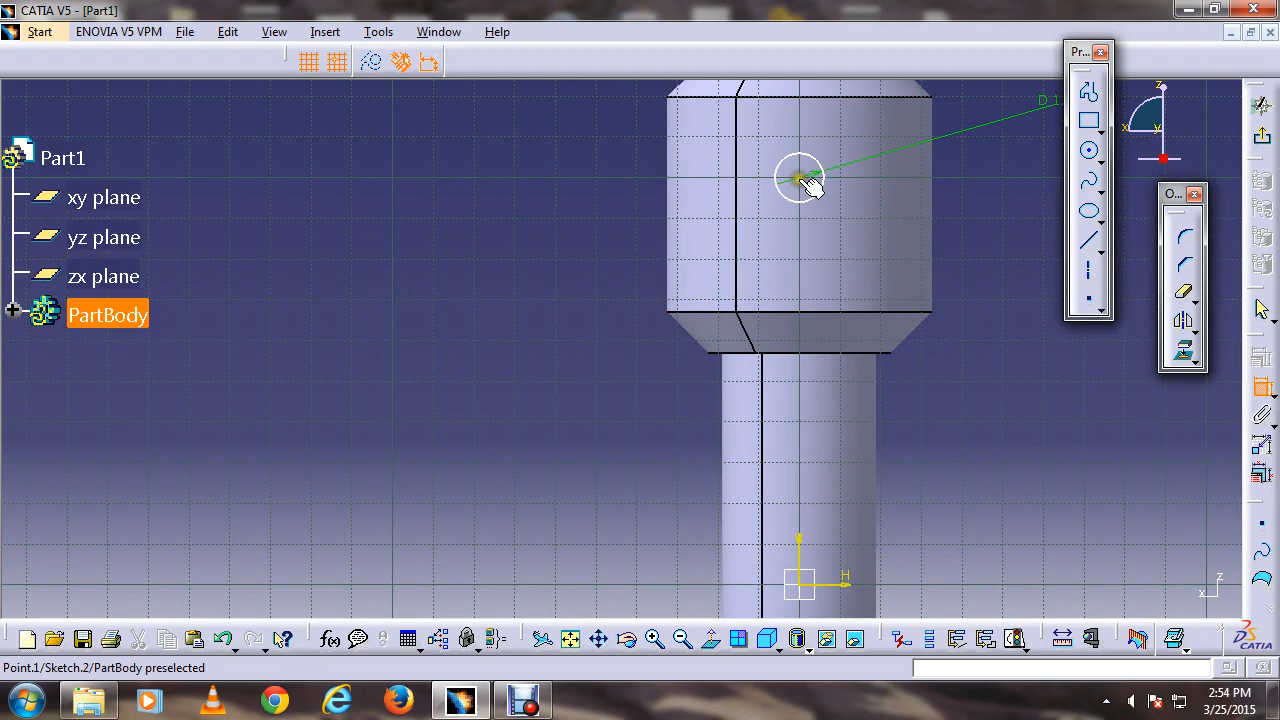 CATIA V5 - [Part1]
Start ENOVIA V5 VPM File Edit View Insert Tools Window Help
Pr...
D 1
z
x y
Part1
xy plane
yz plane
zx plane
PartBody
O...
H
z
x
f(x)
CATIA
Point.1/Sketch.2/PartBody preselected
2:54 PM
3/25/2015